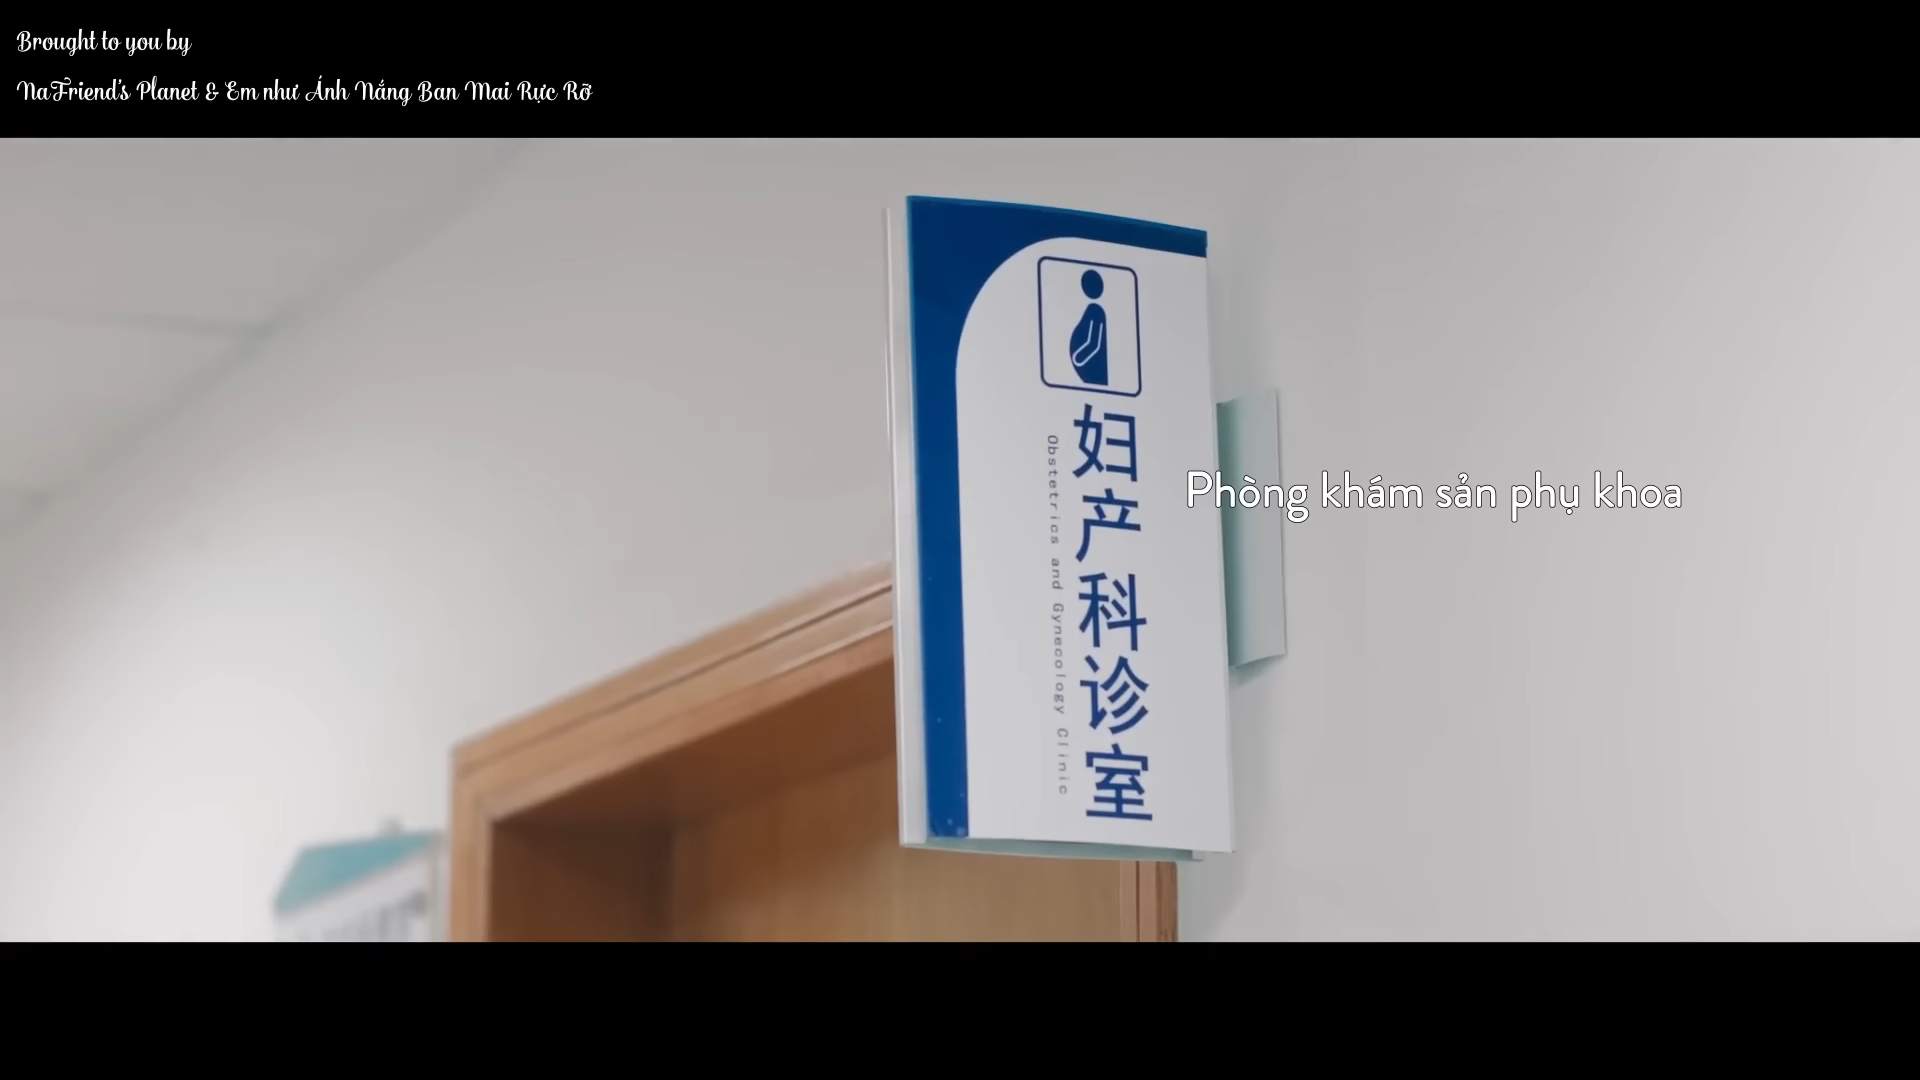 Brought to you by
NaFriend's Planet & Em như Ánh Nắng Ban Mai Rực Rỡ
妇产科诊室
Obstetrics and Gynecology Clinic
Phòng khám sản phụ khoa